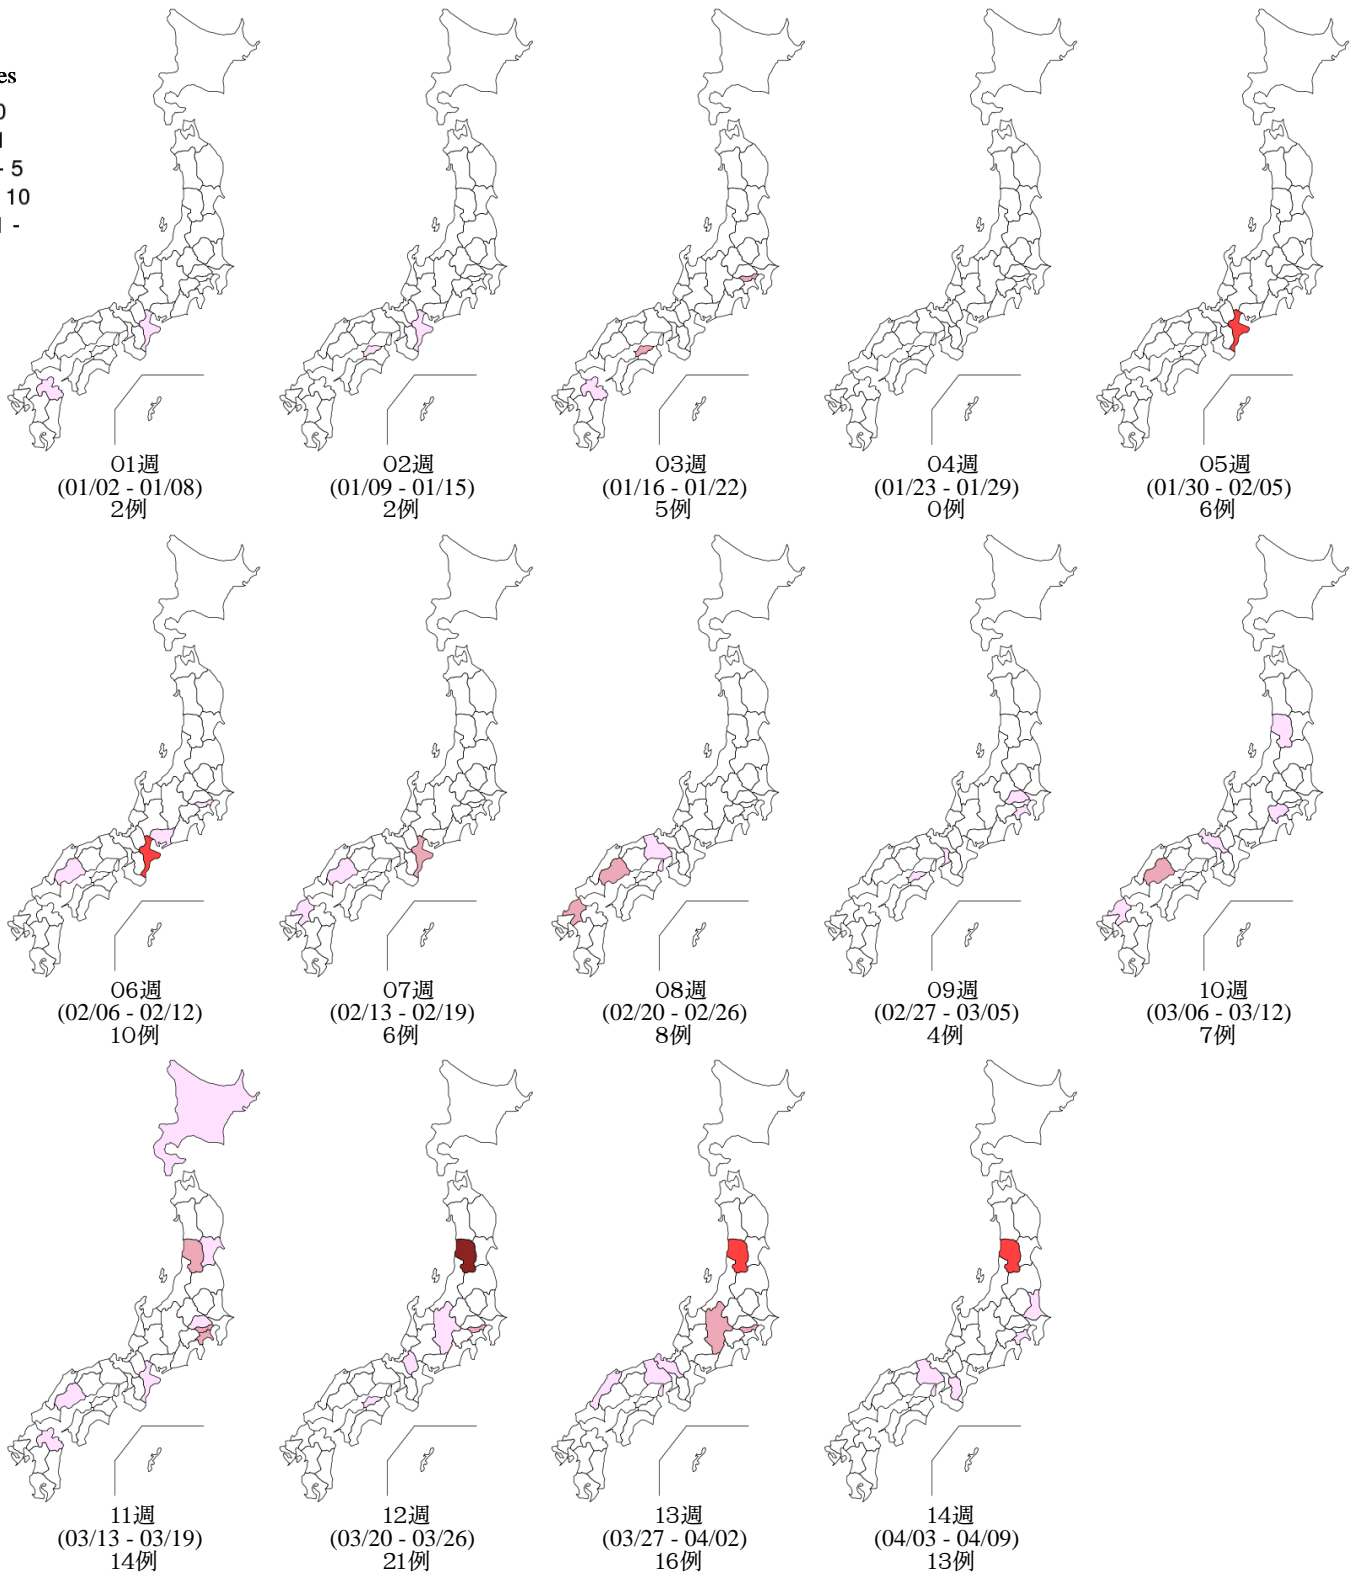 es
0
1
- 5
10
-
01週
(01/02 - 01/08)
2例
02週
(01/09 - 01/15)
2例
03週
(01/16 - 01/22)
5例
04週
(01/23 - 01/29)
0例
05週
(01/30 - 02/05)
6例
06週
(02/06 - 02/12)
10例
07週
(02/13 - 02/19)
6例
08週
(02/20 - 02/26)
8例
09週
(02/27 - 03/05)
4例
10週
(03/06 - 03/12)
7例
11週
(03/13 - 03/19)
14例
12週
(03/20 - 03/26)
21例
13週
(03/27 - 04/02)
16例
14週
(04/03 - 04/09)
13例